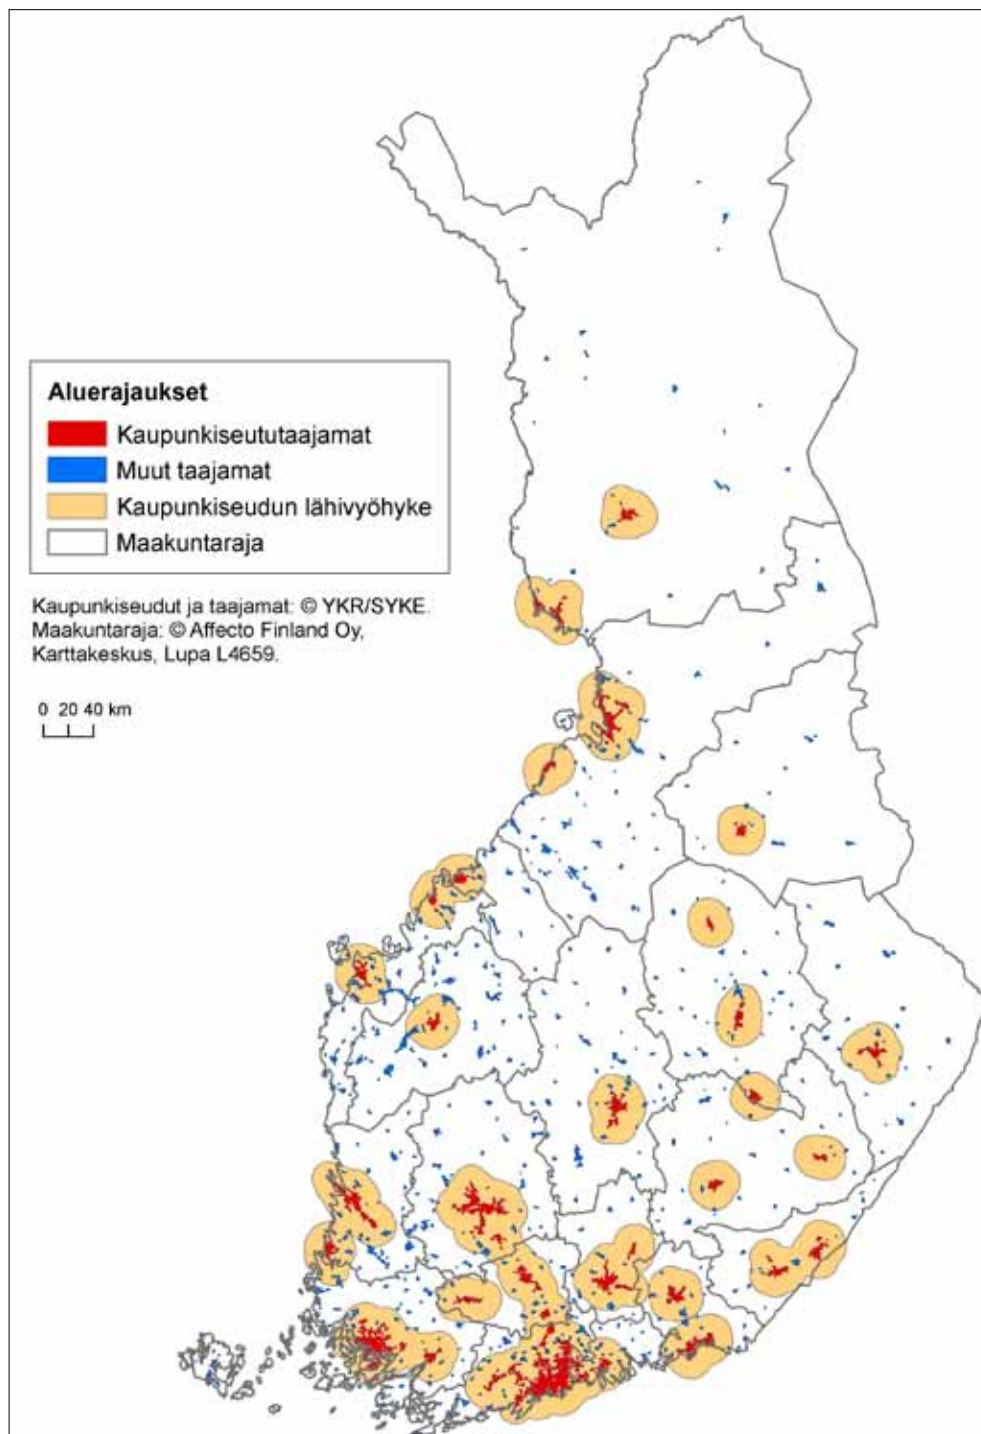 Aluerajaukset
Kaupunkiseututaajamat
Muut taajamat
Kaupunkiseudun lähivyöhyke
Maakuntaraja
Kaupunkiseudut ja taajamat: © YKR/SYKE.
Maakuntaraja: © Affecto Finland Oy,
Karttakeskus, Lupa L4659.
0 20 40 km